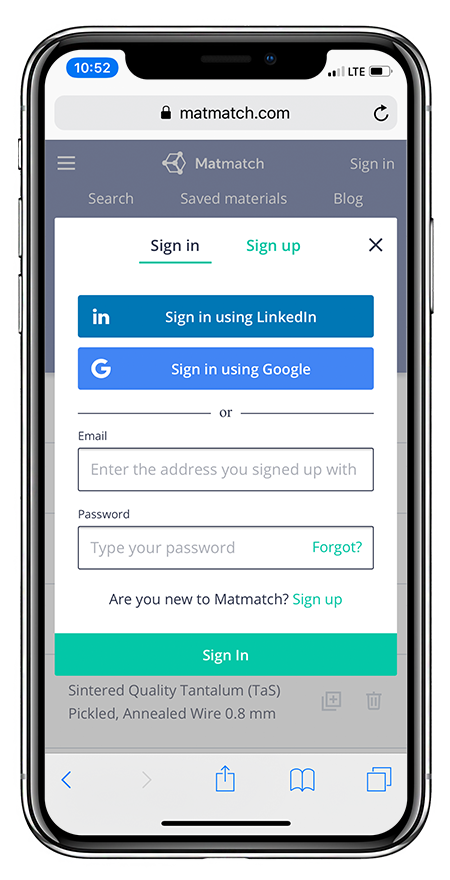 10:52
LTE
matmatch.com
Matmatch
Sign in
Search Saved materials Blog
Sign in Sign up
in Sign in using LinkedIn
G Sign in using Google
or
Email
Enter the address you signed up with
Password
Type your password Forgot?
Are you new to Matmatch? Sign up
Sign In
Sintered Quality Tantalum (TaS)
Pickled, Annealed Wire 0.8 mm